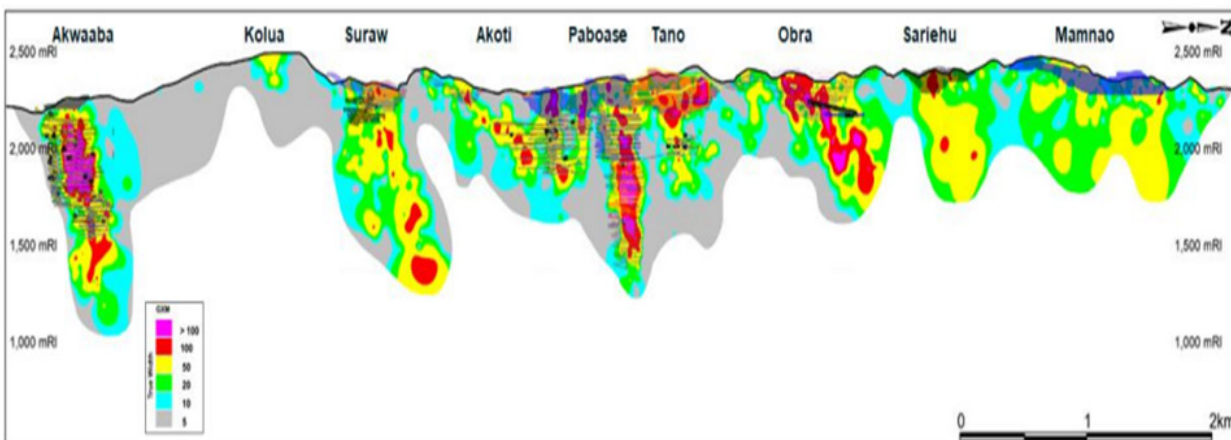 Akwaaba Kolua Suraw Akoti Paboase Tano Obra Sariehu Mamnao
N
2,500 mRl 2,500 mRl
2,000 mRl 2,000 mRl
1,500 mRl 1,500 mRl
1,000 mRl 1,000 mRl
GXM
True Width
> 100
100
50
20
10
5
0 1 2km